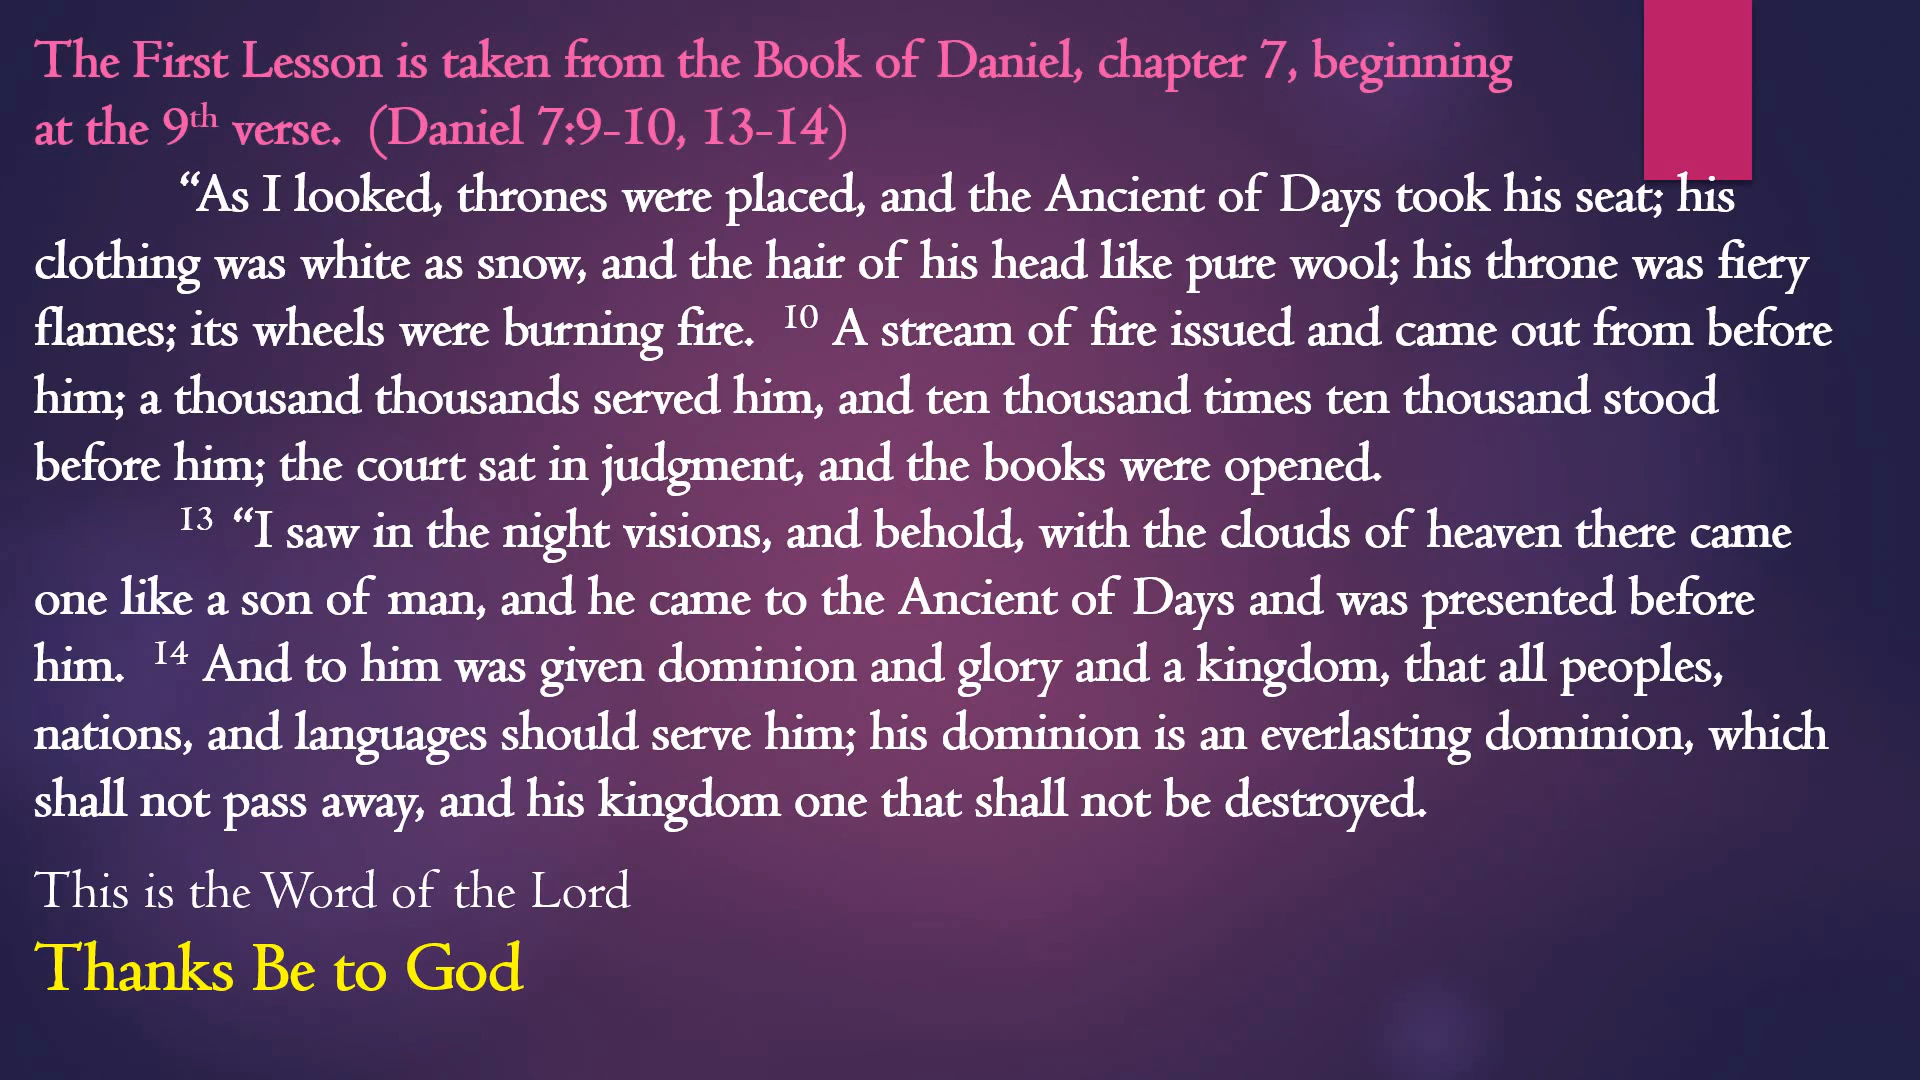 The First Lesson is taken from the Book of Daniel, chapter 7, beginning
at the 9th verse.  (Daniel 7:9-10, 13-14)
“As I looked, thrones were placed, and the Ancient of Days took his seat; his
clothing was white as snow, and the hair of his head like pure wool; his throne was fiery
flames; its wheels were burning fire.  10 A stream of fire issued and came out from before
him; a thousand thousands served him, and ten thousand times ten thousand stood
before him; the court sat in judgment, and the books were opened.
13 “I saw in the night visions, and behold, with the clouds of heaven there came
one like a son of man, and he came to the Ancient of Days and was presented before
him.  14 And to him was given dominion and glory and a kingdom, that all peoples,
nations, and languages should serve him; his dominion is an everlasting dominion, which
shall not pass away, and his kingdom one that shall not be destroyed.
This is the Word of the Lord
Thanks Be to God